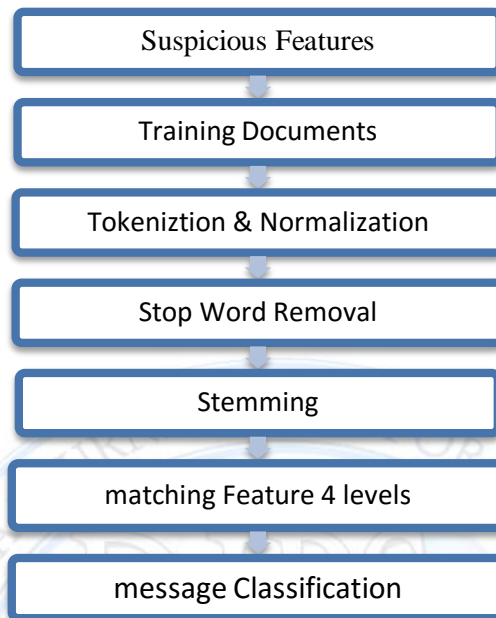 Suspicious Features
Training Documents
Tokeniztion & Normalization
Stop Word Removal
Stemming
matching Feature 4 levels
message Classification